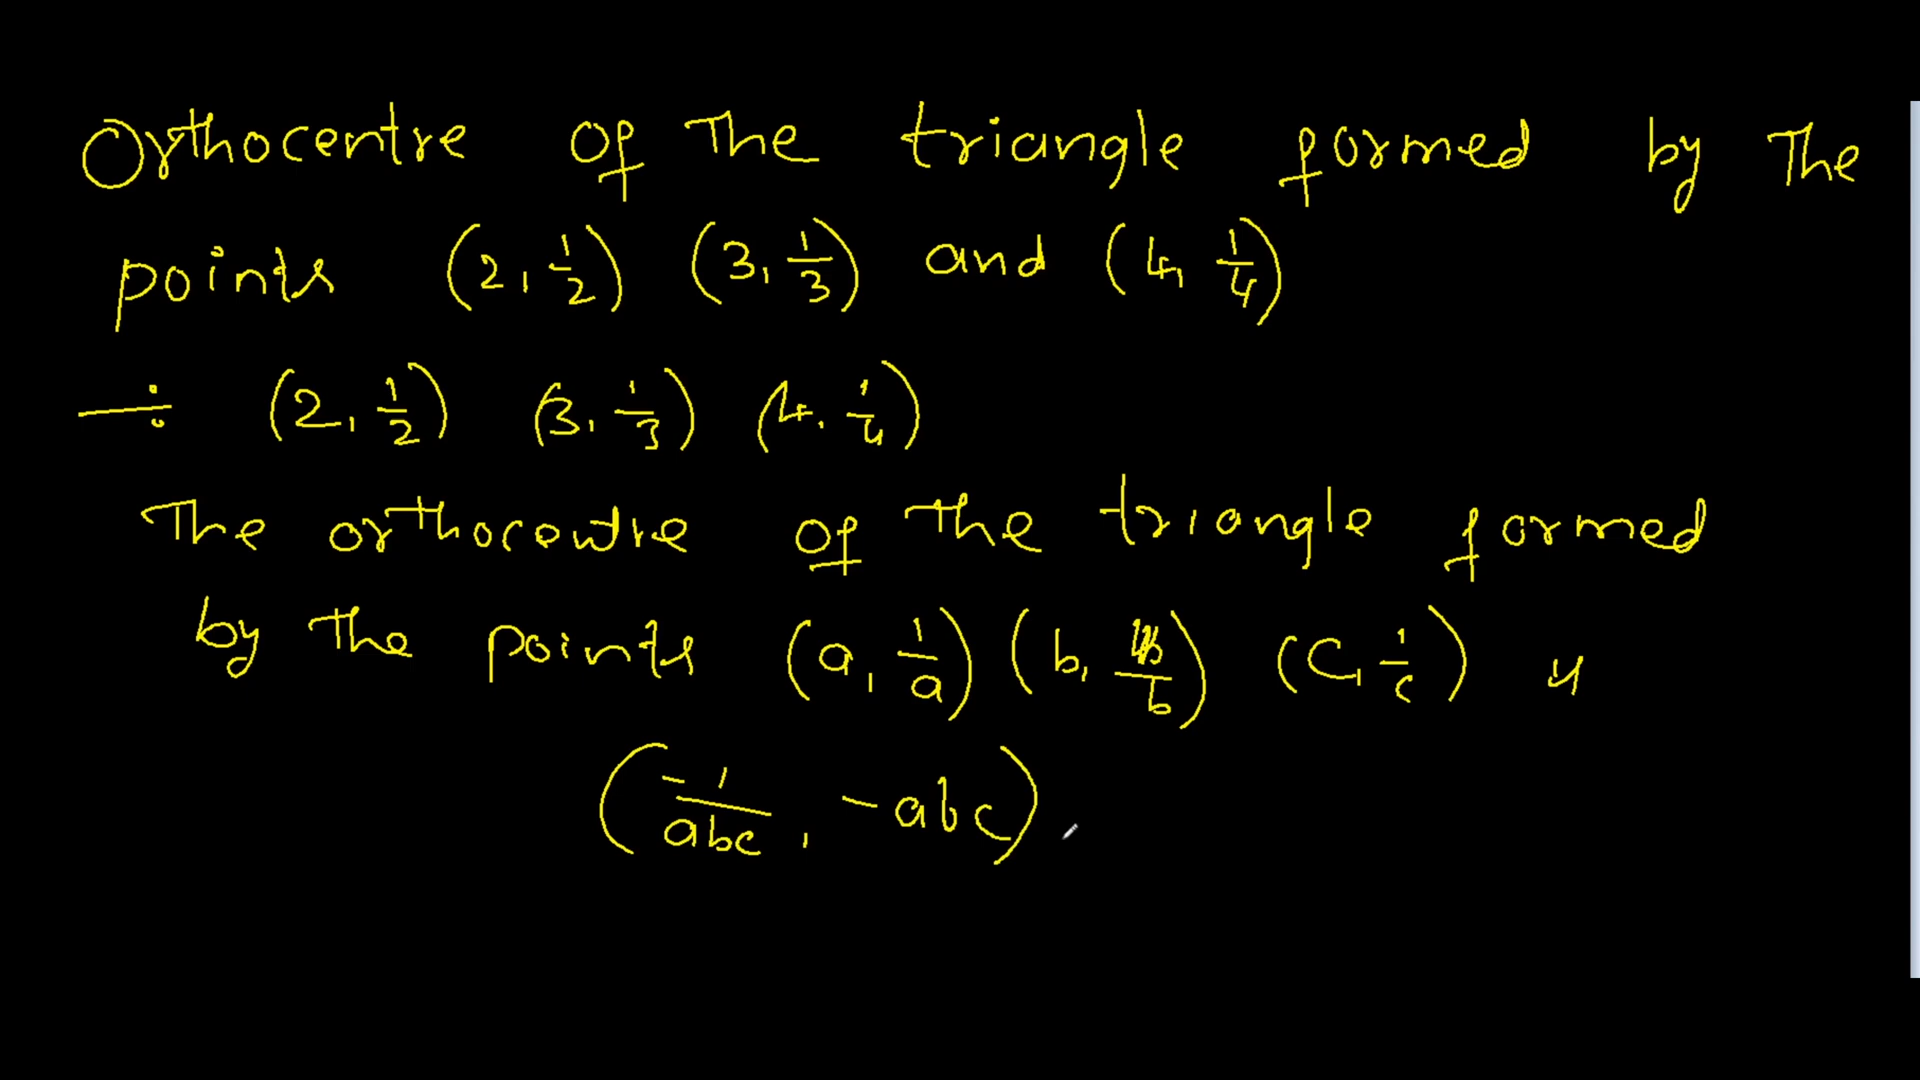 Orthocentre of the triangle formed by the
points (2, 1/2) (3, 1/3) and (4, 1/4)
÷ (2, 1/2) (3, 1/3) (4, 1/4)
The orthocentre of the triangle formed
by the points (a, 1/a) (b, 1/b) (C, 1/c)
(-1/abc, -abc)